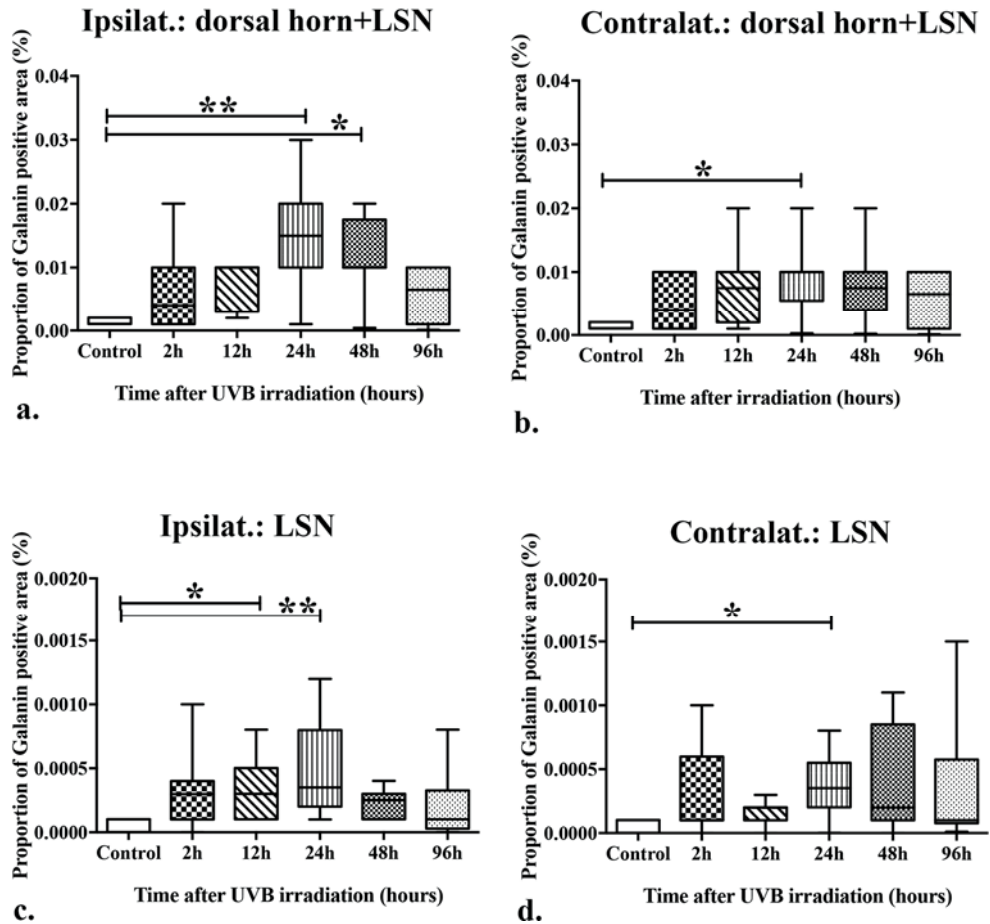 Ipsilat.: dorsal horn+LSN
Proportion of Galanin positive area (%)
0.04
0.03
0.02
0.01
0.00
**
*
Control 2h 12h 24h 48h 96h
Time after UVB irradiation (hours)
a.
Contralat.: dorsal horn+LSN
Proportion of Galanin positive area (%)
0.04
0.03
0.02
0.01
0.00
*
Control 2h 12h 24h 48h 96h
Time after irradiation (hours)
b.
Ipsilat.: LSN
Proportion of Galanin positive area (%)
0.0020
0.0015
0.0010
0.0005
0.0000
*
**
Control 2h 12h 24h 48h 96h
Time after UVB irradiation (hours)
c.
Contralat.: LSN
Proportion of Galanin positive area (%)
0.0020
0.0015
0.0010
0.0005
0.0000
*
Control 2h 12h 24h 48h 96h
Time after UVB irradiation (hours)
d.